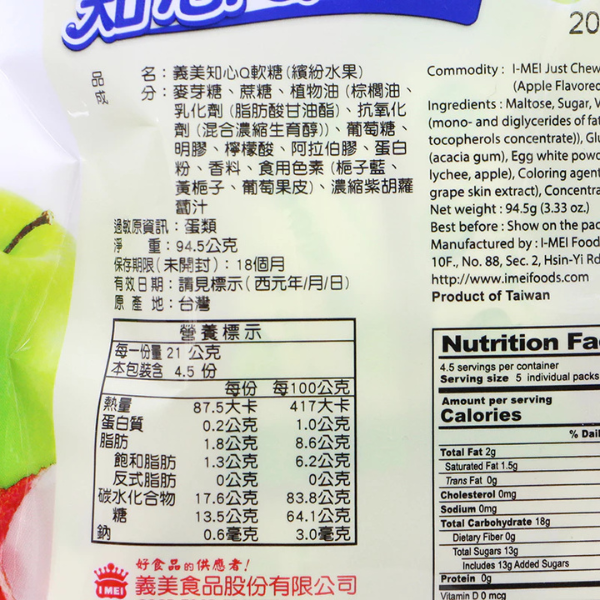 20
品 名：義美知心Q軟糖(繽紛水果)
成 分：麥芽糖、蔗糖、植物油(棕櫚油、
乳化劑(脂肪酸甘油酯)、抗氧化
劑(混合濃縮生育醇))、葡萄糖、
明膠、檸檬酸、阿拉伯膠、蛋白
粉、香料、食用色素(梔子藍、
黃梔子、葡萄果皮)、濃縮紫胡蘿
蔔汁
過敏原資訊：蛋類
淨 重：94.5公克
保存期限(未開封)：18個月
有效日期：請見標示(西元年/月/日)
原 產 地：台灣
營養標示
每一份量 21 公克
本包裝含 4.5 份
每份 每100公克
熱量 87.5大卡 417大卡
蛋白質 0.2公克 1.0公克
脂肪 1.8公克 8.6公克
飽和脂肪 1.3公克 6.2公克
反式脂肪 0公克 0公克
碳水化合物 17.6公克 83.8公克
糖 13.5公克 64.1公克
鈉 0.6毫克 3.0毫克
好食品的供應者！
I MEI 義美食品股份有限公司
Commodity : I-MEI Just Chew
(Apple Flavored
Ingredients : Maltose, Sugar, V
(mono- and diglycerides of fat
tocopherols concentrate)), Glu
(acacia gum), Egg white powd
lychee, apple), Coloring agent
grape skin extract), Concentra
Net weight : 94.5g (3.33 oz.)
Best before : Show on the pac
Manufactured by : I-MEI Food
10F., No. 88, Sec. 2, Hsin-Yi Rd
http://www.imeifoods.com
Product of Taiwan
Nutrition Fa
4.5 servings per container
Serving size 5 individual packs
Amount per serving
Calories
% Dail
Total Fat 2g
Saturated Fat 1.5g
Trans Fat 0g
Cholesterol 0mg
Sodium 0mg
Total Carbohydrate 18g
Dietary Fiber 0g
Total Sugars 13g
Includes 13g Added Sugars
Protein 0g
Vitamin D 0 mcg